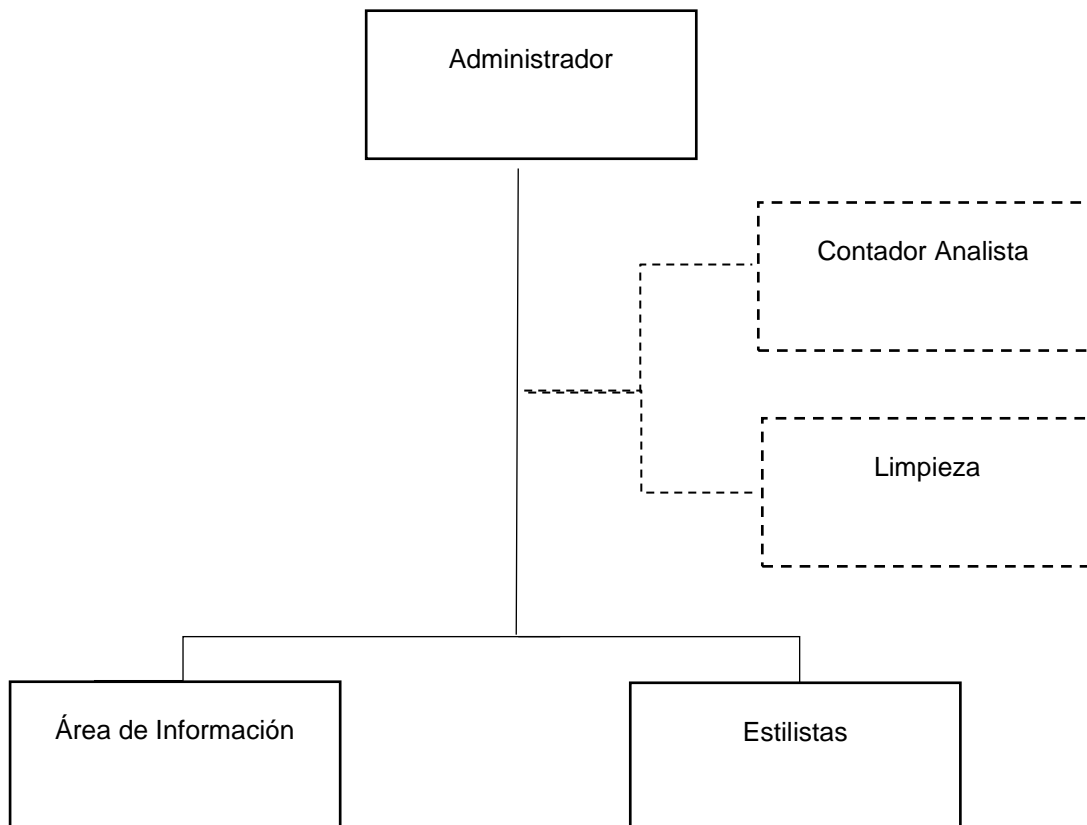 Administrador
Contador Analista
Limpieza
Área de Información
Estilistas